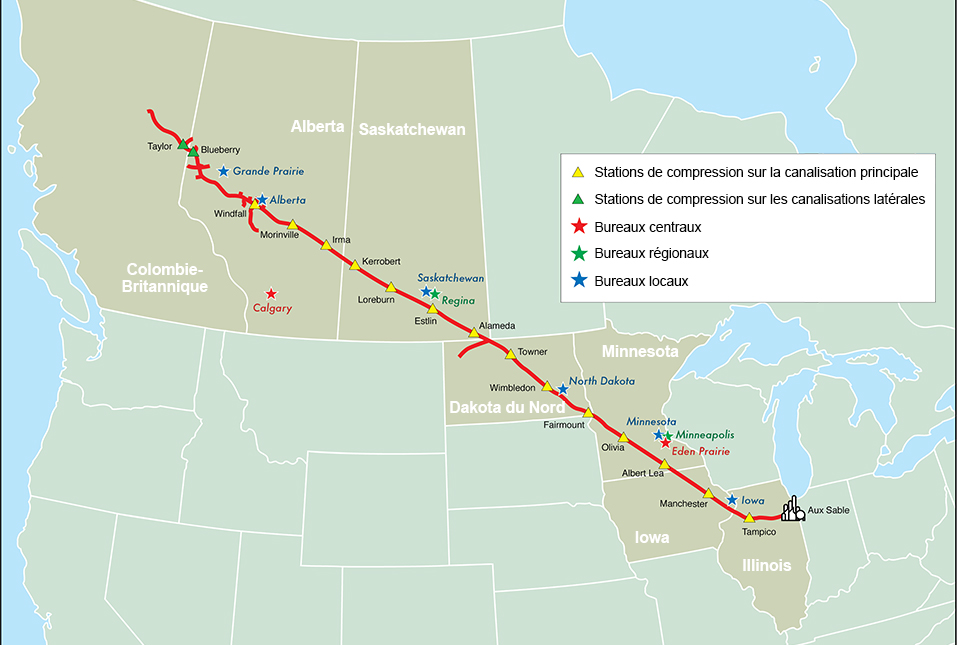 Alberta
Saskatchewan
Taylor
Blueberry
Grande Prairie
Alberta
Windfall
Morinville
Irma
Kerrobert
Colombie-
Britannique
Calgary
Loreburn
Saskatchewan
Regina
Estlin
Alameda
Stations de compression sur la canalisation principale
Stations de compression sur les canalisations latérales
Bureaux centraux
Bureaux régionaux
Bureaux locaux
Towner
Minnesota
Wimbledon
North Dakota
Dakota du Nord
Fairmount
Minnesota
Minneapolis
Olivia
Eden Prairie
Albert Lea
Manchester
Iowa
Aux Sable
Tampico
Iowa
Illinois